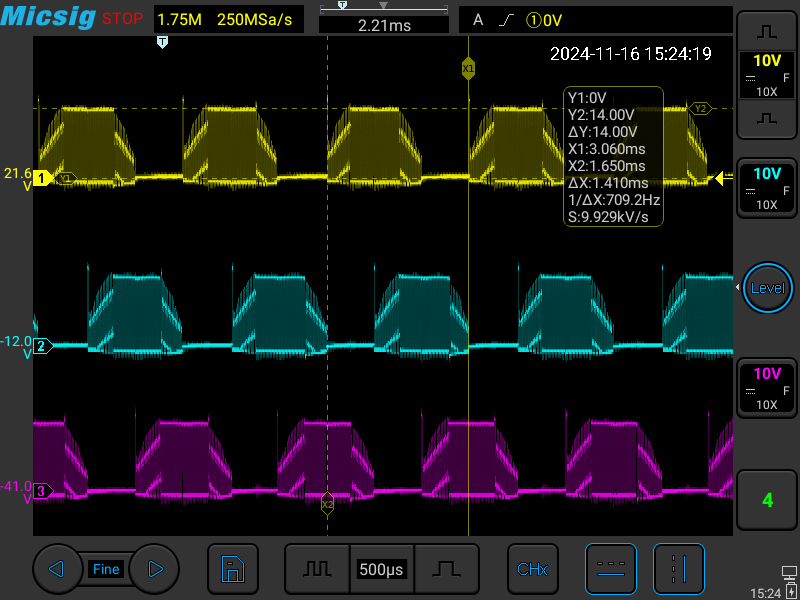 Micsig STOP 1.75M 250MSa/s T 2.21ms A ①0V
T
2024-11-16 15:24:19
X1
10V
F
10X
Y1:0V
Y2:14.00V
ΔY:14.00V
X1:3.060ms
X2:1.650ms
ΔX:1.410ms
1/ΔX:709.2Hz
S:9.929kV/s
Y2
21.6
V
1
Y1
10V
F
10X
Level
-12.0
V
2
10V
F
10X
-41.0
V
3
X2
4
Fine
500µs
CHx
15:24